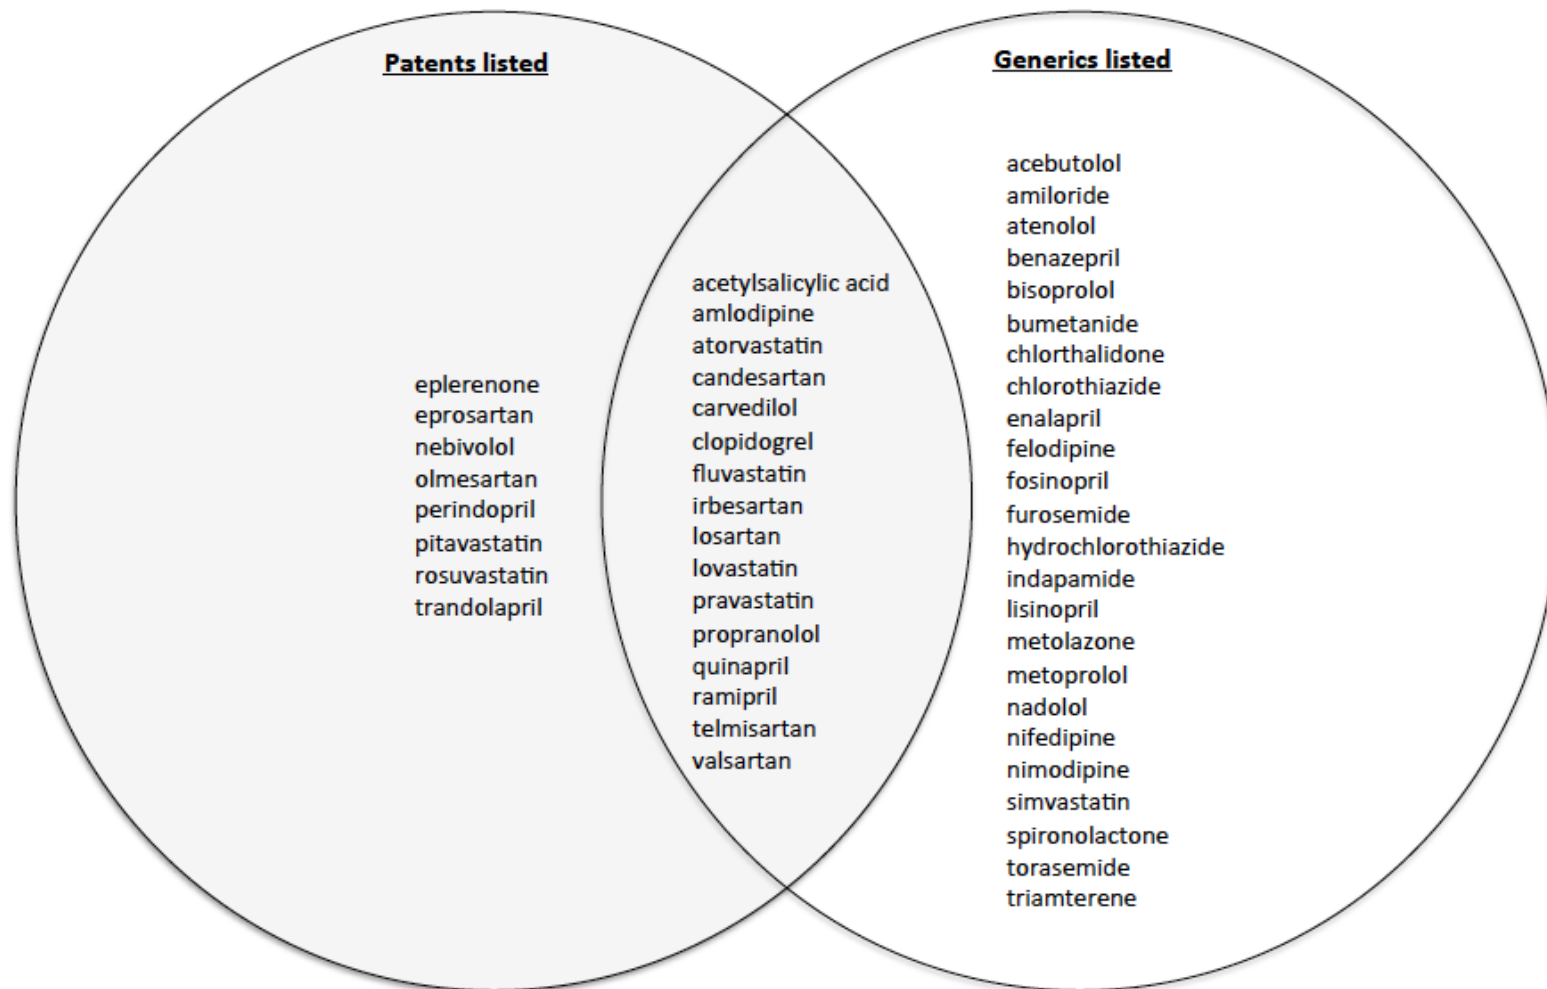 Patents listed
eplerenone
eprosartan
nebivolol
olmesartan
perindopril
pitavastatin
rosuvastatin
trandolapril
acetylsalicylic acid
amlodipine
atorvastatin
candesartan
carvedilol
clopidogrel
fluvastatin
irbesartan
losartan
lovastatin
pravastatin
propranolol
quinapril
ramipril
telmisartan
valsartan
Generics listed
acebutolol
amiloride
atenolol
benazepril
bisoprolol
bumetanide
chlorthalidone
chlorothiazide
enalapril
felodipine
fosinopril
furosemide
hydrochlorothiazide
indapamide
lisinopril
metolazone
metoprolol
nadolol
nifedipine
nimodipine
simvastatin
spironolactone
torasemide
triamterene